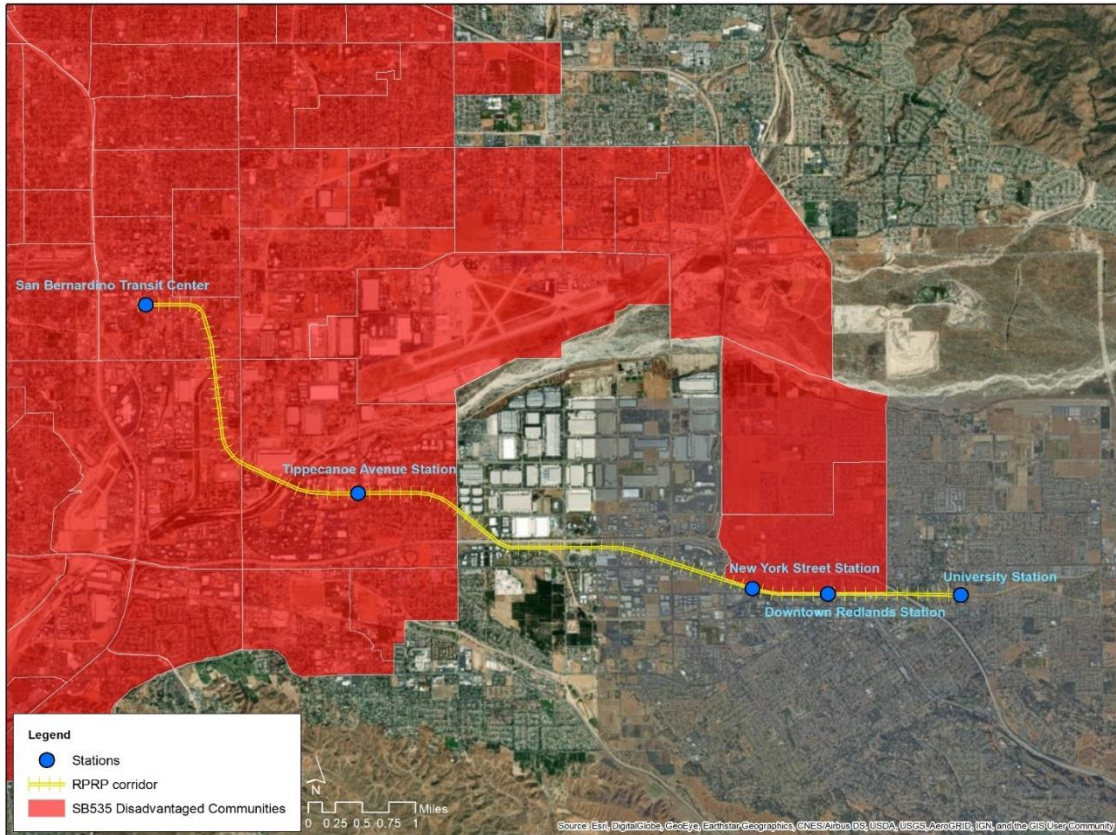 San Bernardino Transit Center
Tippecanoe Avenue Station
New York Street Station
University Station
Downtown Redlands Station
Legend
Stations
RPRP corridor
SB535 Disadvantaged Communities
N
Miles
0 0.25 0.5 0.75 1
Source: Esri, DigitalGlobe, GeoEye, Earthstar Geographics, CNES/Airbus DS, USDA, USGS, AeroGRID, IGN, and the GIS User Community